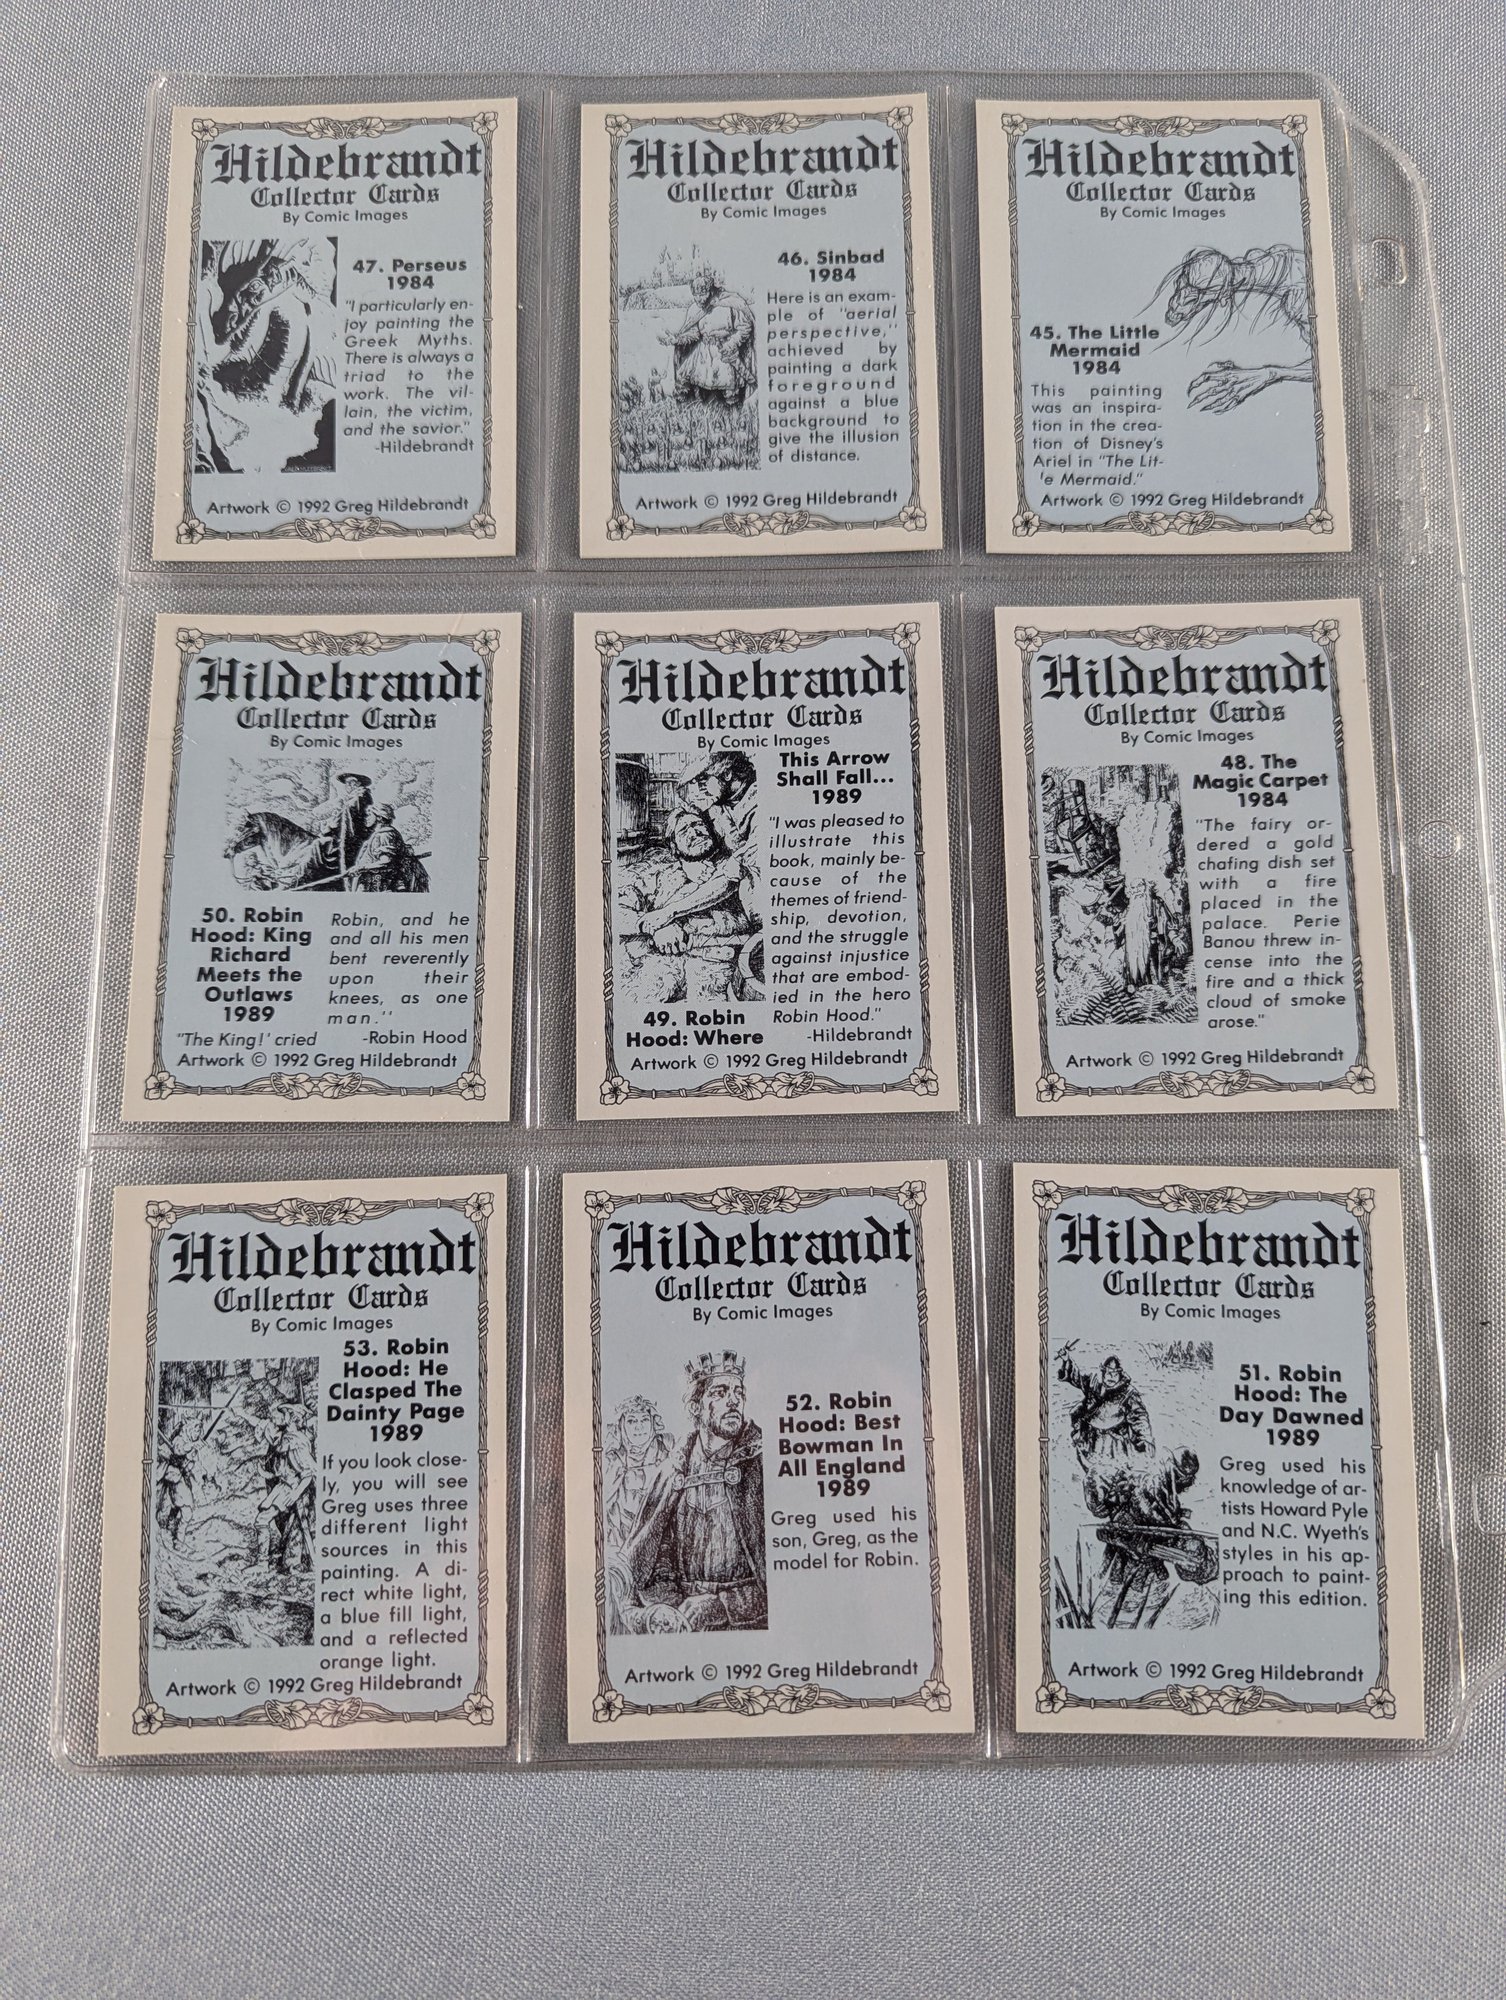 Hildebrandt
Collector Cards
By Comic Images
47. Perseus
1984
"I particularly en-
joy painting the
Greek Myths.
There is always a
triad to the
work. The vil-
lain, the victim,
and the savior."
-Hildebrandt
Artwork © 1992 Greg Hildebrandt
Hildebrandt
Collector Cards
By Comic Images
46. Sinbad
1984
Here is an exam-
ple of "aerial
perspective,"
achieved by
painting a dark
foreground
against a blue
background to
give the illusion
of distance.
Artwork © 1992 Greg Hildebrandt
Hildebrandt
Collector Cards
By Comic Images
45. The Little
Mermaid
1984
This painting
was an inspira-
tion in the crea-
tion of Disney's
Ariel in "The Lit-
'e Mermaid."
Artwork © 1992 Greg Hildebrandt
Hildebrandt
Collector Cards
By Comic Images
50. Robin
Hood: King
Richard
Meets the
Outlaws
1989
"The King!' cried
Robin, and he
and all his men
bent reverently
upon their
knees, as one
man.''
-Robin Hood
Artwork © 1992 Greg Hildebrandt
Hildebrandt
Collector Cards
By Comic Images
49. Robin
Hood: Where
This Arrow
Shall Fall...
1989
"I was pleased to
illustrate this
book, mainly be-
cause of the
themes of friend-
ship, devotion,
and the struggle
against injustice
that are embod-
ied in the hero
Robin Hood."
-Hildebrandt
Artwork © 1992 Greg Hildebrandt
Hildebrandt
Collector Cards
By Comic Images
48. The
Magic Carpet
1984
"The fairy or-
dered a gold
chafing dish set
with a fire
placed in the
palace. Perie
Banou threw in-
cense into the
fire and a thick
cloud of smoke
arose."
Artwork © 1992 Greg Hildebrandt
Hildebrandt
Collector Cards
By Comic Images
53. Robin
Hood: He
Clasped The
Dainty Page
1989
If you look close-
ly, you will see
Greg uses three
different light
sources in this
painting. A di-
rect white light,
a blue fill light,
and a reflected
orange light.
Artwork © 1992 Greg Hildebrandt
Hildebrandt
Collector Cards
By Comic Images
52. Robin
Hood: Best
Bowman In
All England
1989
Greg used his
son, Greg, as the
model for Robin.
Artwork © 1992 Greg Hildebrandt
Hildebrandt
Collector Cards
By Comic Images
51. Robin
Hood: The
Day Dawned
1989
Greg used his
knowledge of ar-
tists Howard Pyle
and N.C. Wyeth's
styles in his ap-
proach to paint-
ing this edition.
Artwork © 1992 Greg Hildebrandt